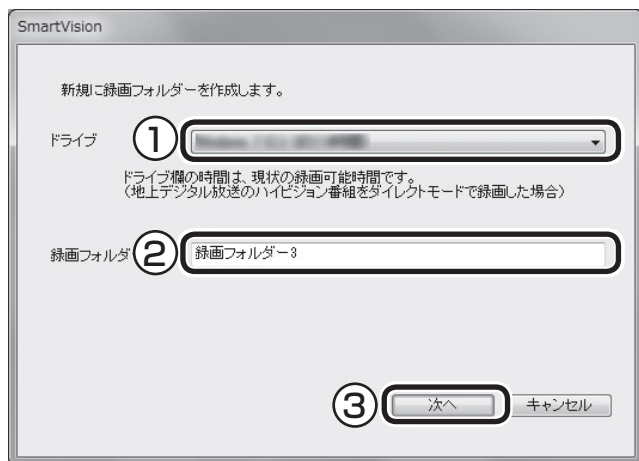 SmartVision
新規に録画フォルダーを作成します。
ドライブ
①
ドライブ欄の時間は、現状の録画可能時間です。
(地上デジタル放送のハイビジョン番組をダイレクトモードで録画した場合)
録画フォルダ
②
録画フォルダー3
③
次へ
キャンセル